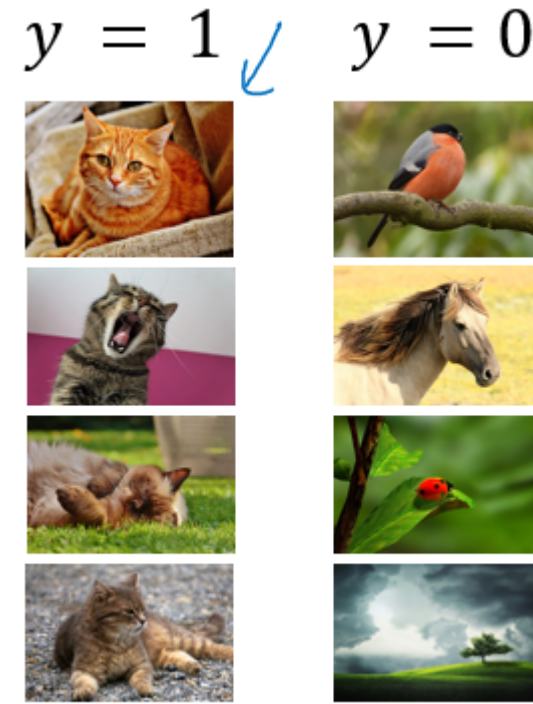 y = 1
y = 0